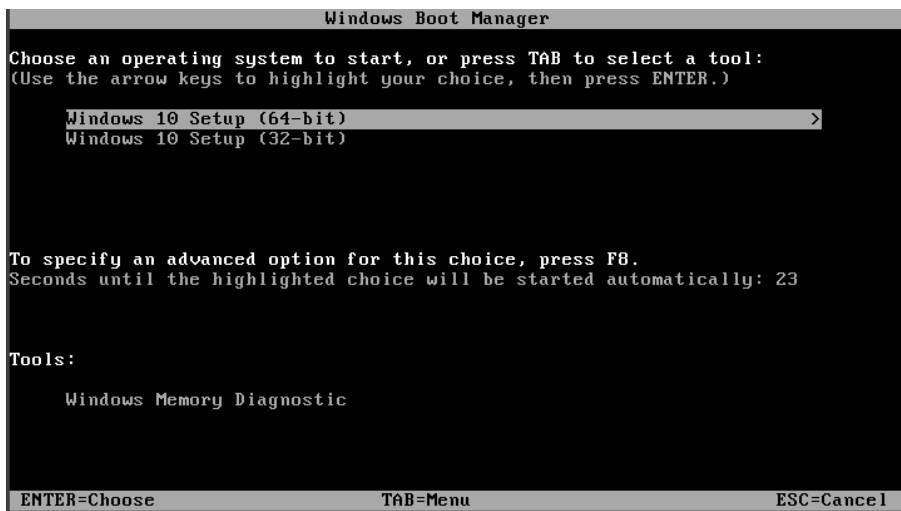 Windows Boot Manager
Choose an operating system to start, or press TAB to select a tool:
(Use the arrow keys to highlight your choice, then press ENTER.)
Windows 10 Setup (64-bit) >
Windows 10 Setup (32-bit)
To specify an advanced option for this choice, press F8.
Seconds until the highlighted choice will be started automatically: 23
Tools:
Windows Memory Diagnostic
ENTER=Choose TAB=Menu ESC=Cancel